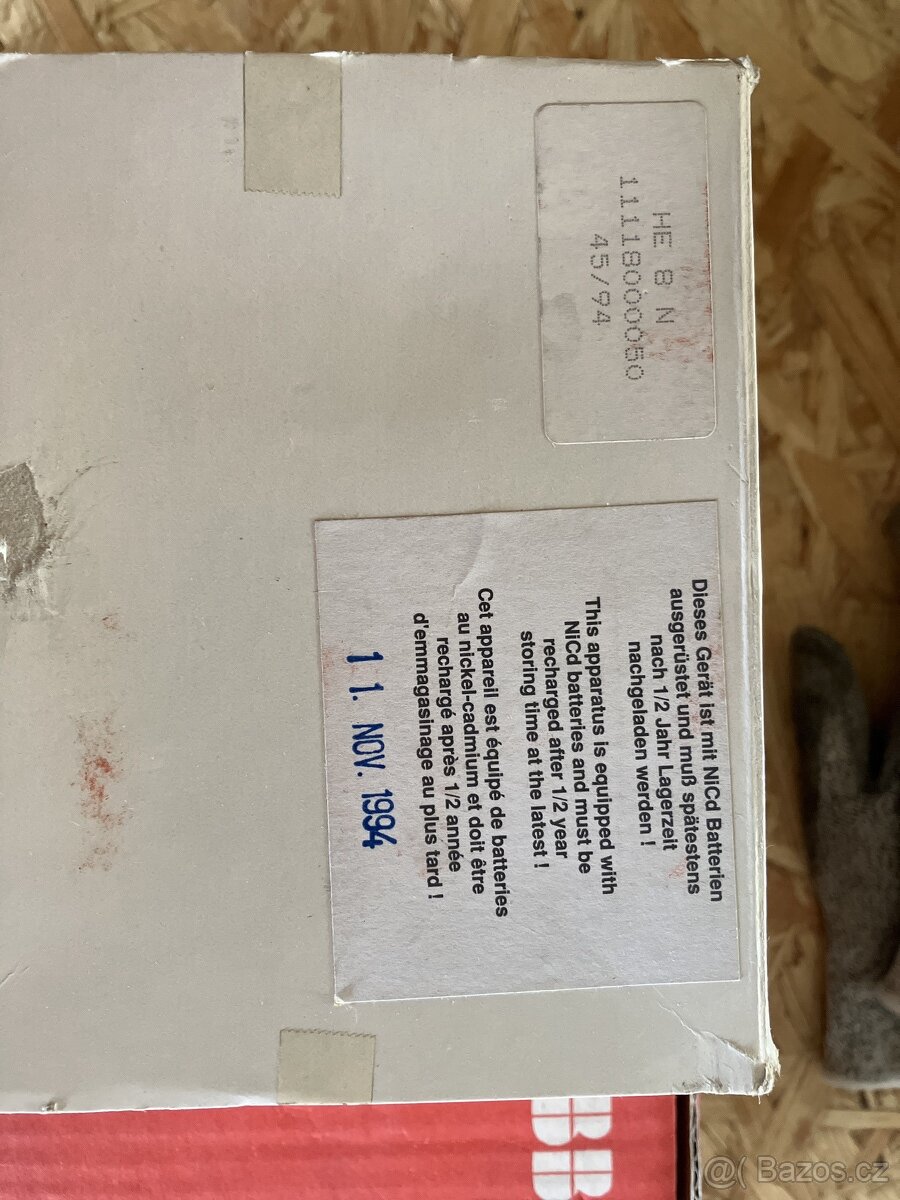 HE 8 N
11118000050
45/94
Dieses Gerät ist mit NiCd Batterien
ausgerüstet und muß spätestens
nach 1/2 Jahr Lagerzeit
nachgeladen werden !
This apparatus is equipped with
NiCd batteries and must be
recharged after 1/2 year
storing time at the latest !
Cet appareil est équipé de batteries
au nickel-cadmium et doit être
rechargé après 1/2 année
d'emmagasinage au plus tard !
11. NOV. 1994
@( Bazos.cz